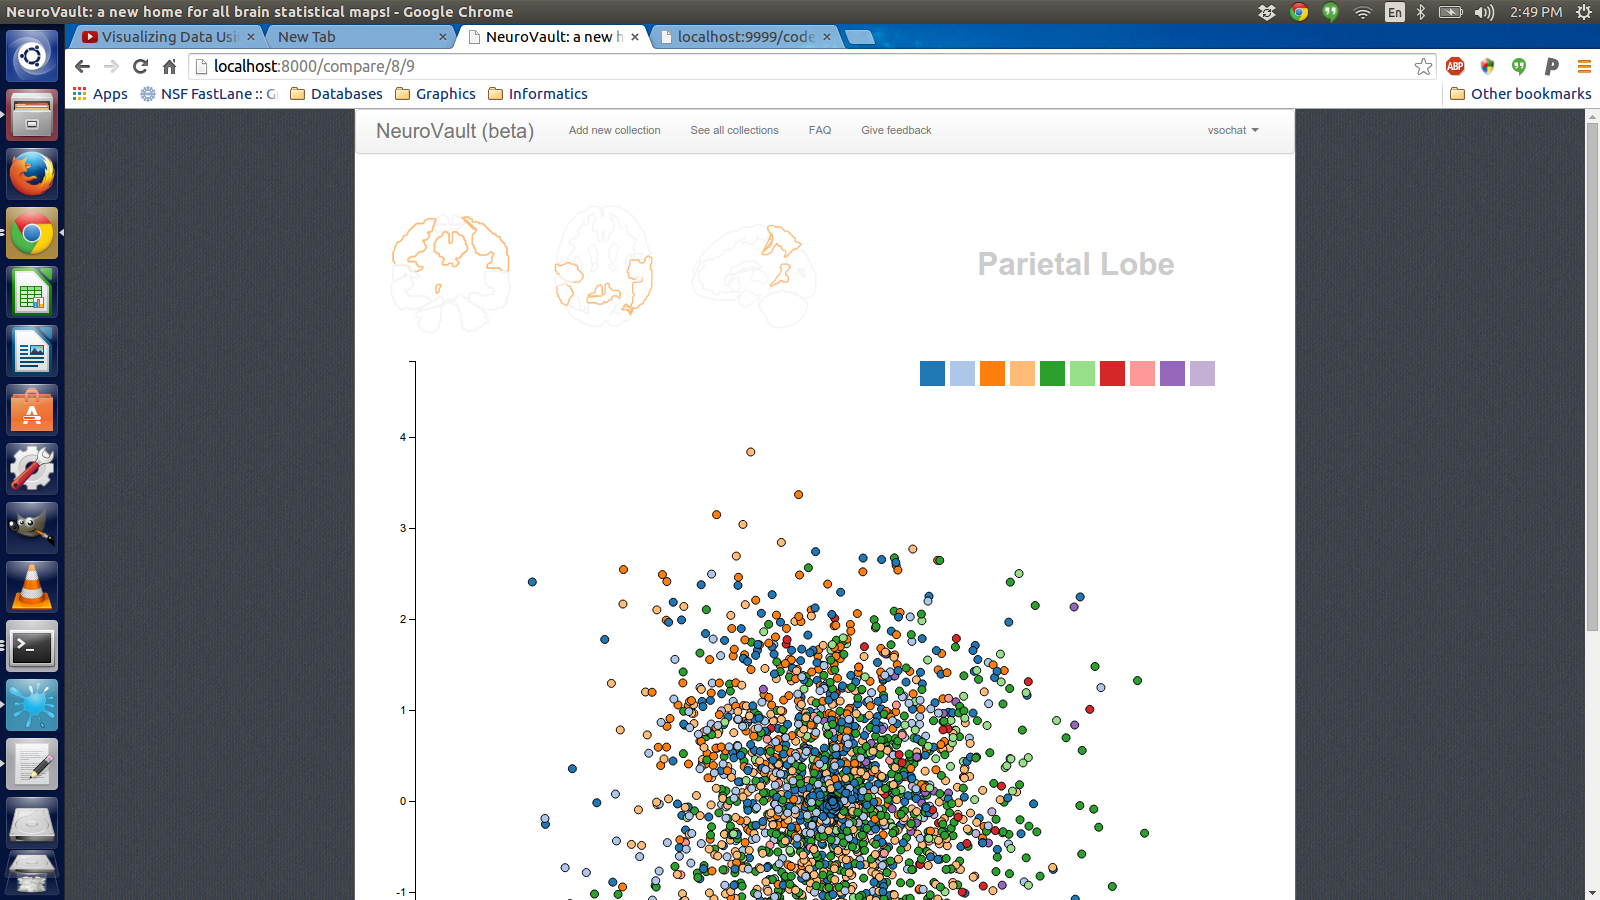 NeuroVault: a new home for all brain statistical maps! - Google Chrome
En
2:49 PM
Visualizing Data Usi
New Tab
NeuroVault: a new h
localhost:9999/code
localhost:8000/compare/8/9
ABP
Apps
NSF FastLane :: G
Databases
Graphics
Informatics
Other bookmarks
NeuroVault (beta)
Add new collection
See all collections
FAQ
Give feedback
vsochat
Parietal Lobe
4
3
2
1
0
-1